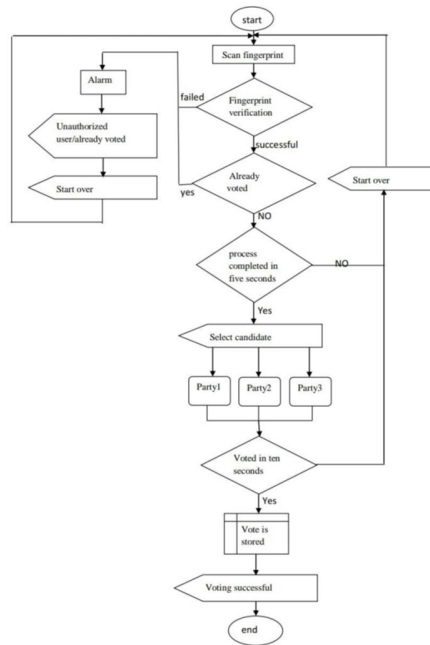 start
Scan fingerprint
Alarm
failed
Fingerprint
verification
Unauthorized
user/already voted
successful
Start over
yes
Already
voted
Start over
NO
process
completed in
five seconds
NO
Yes
Select candidate
Party1
Party2
Party3
Voted in ten
seconds
Yes
Vote is
stored
Voting successful
end